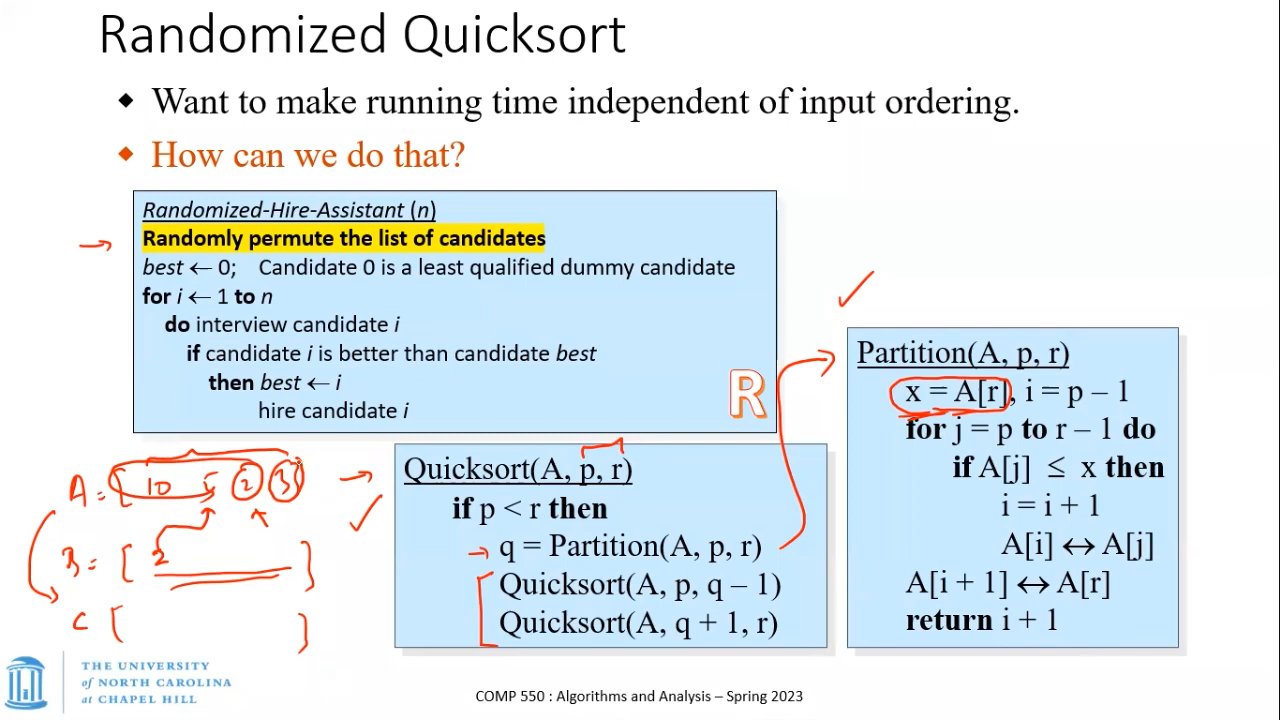 Randomized Quicksort
◆ Want to make running time independent of input ordering.
◆ How can we do that?
Randomized-Hire-Assistant (n)
Randomly permute the list of candidates
best ← 0; Candidate 0 is a least qualified dummy candidate
for i ← 1 to n
do interview candidate i
if candidate i is better than candidate best
then best ← i
hire candidate i
R
Quicksort(A, p, r)
if p < r then
q = Partition(A, p, r)
Quicksort(A, p, q – 1)
Quicksort(A, q + 1, r)
Partition(A, p, r)
x = A[r], i = p – 1
for j = p to r – 1 do
if A[j] ≤ x then
i = i + 1
A[i] ↔ A[j]
A[i + 1] ↔ A[r]
return i + 1
A = [ 10 5 2 3
B = [ 2 ]
C [ ]
THE UNIVERSITY
of NORTH CAROLINA
at CHAPEL HILL
COMP 550 : Algorithms and Analysis – Spring 2023